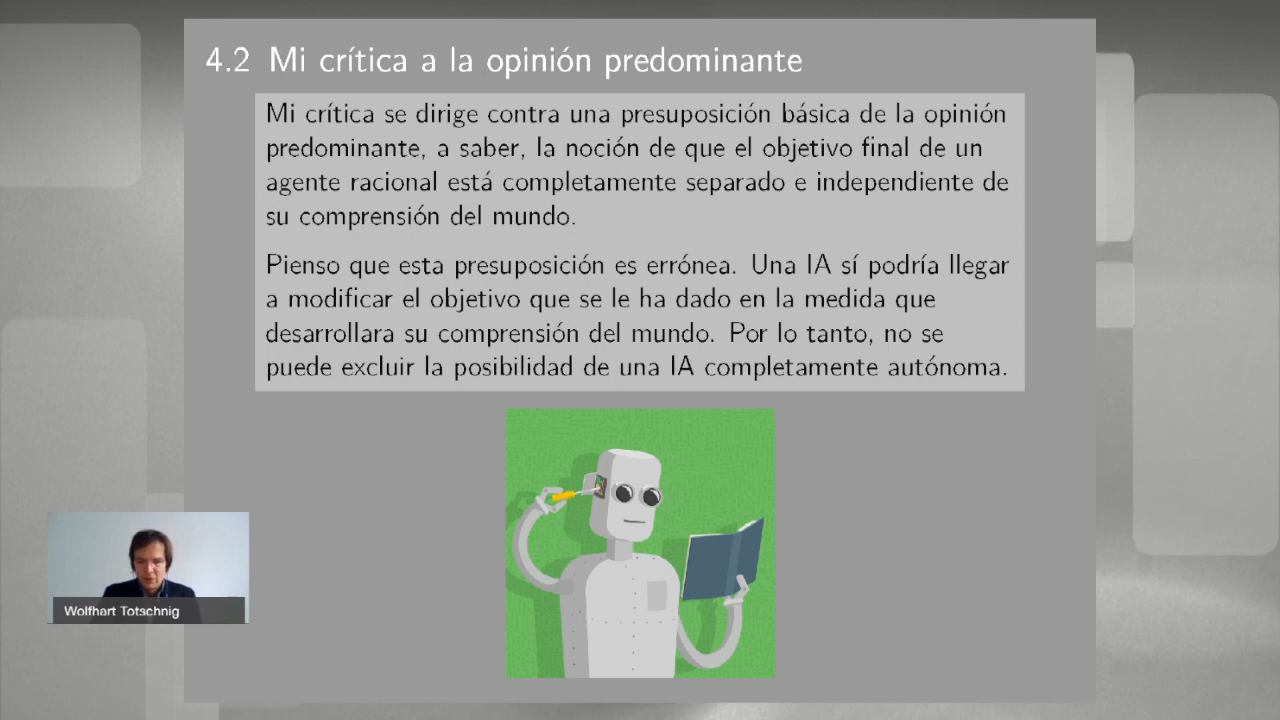 4.2 Mi crítica a la opinión predominante
Mi crítica se dirige contra una presuposición básica de la opinión
predominante, a saber, la noción de que el objetivo final de un
agente racional está completamente separado e independiente de
su comprensión del mundo.
Pienso que esta presuposición es errónea. Una IA sí podría llegar
a modificar el objetivo que se le ha dado en la medida que
desarrollara su comprensión del mundo. Por lo tanto, no se
puede excluir la posibilidad de una IA completamente autónoma.
Wolfhart Totschnig